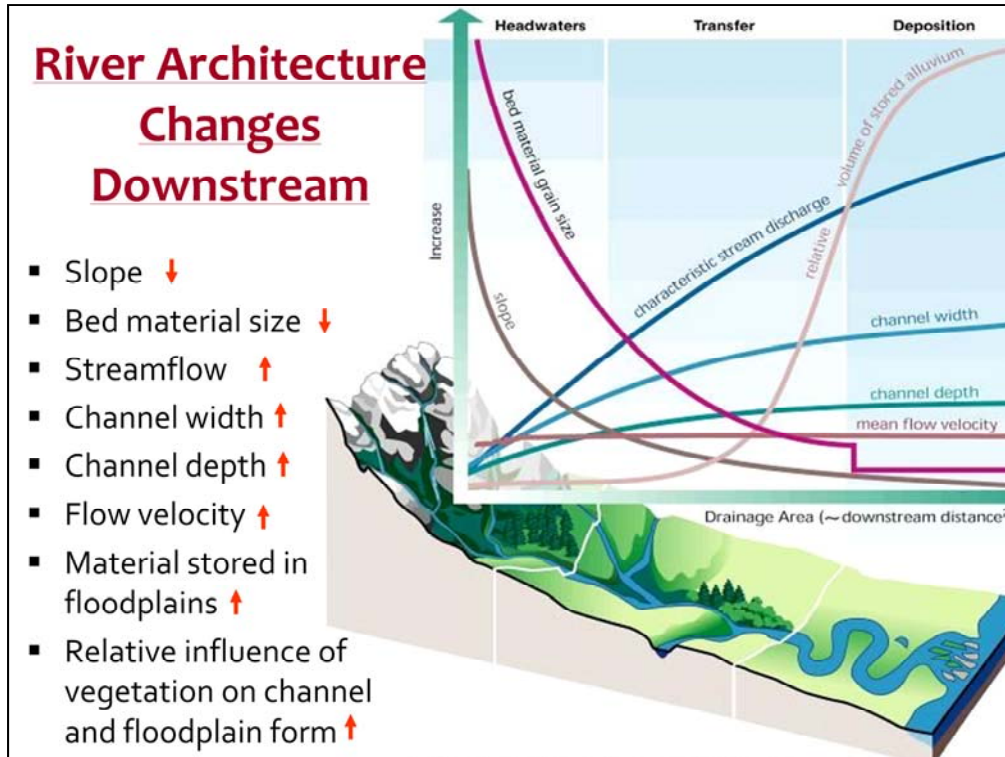 River Architecture
Changes
Downstream
▪ Slope ↓
▪ Bed material size ↓
▪ Streamflow ↑
▪ Channel width ↑
▪ Channel depth ↑
▪ Flow velocity ↑
▪ Material stored in
floodplains ↑
▪ Relative influence of
vegetation on channel
and floodplain form ↑
Headwaters
Transfer
Deposition
Increase
bed material grain size
slope
characteristic stream discharge
relative volume of stored alluvium
channel width
channel depth
mean flow velocity
Drainage Area (~downstream distance²